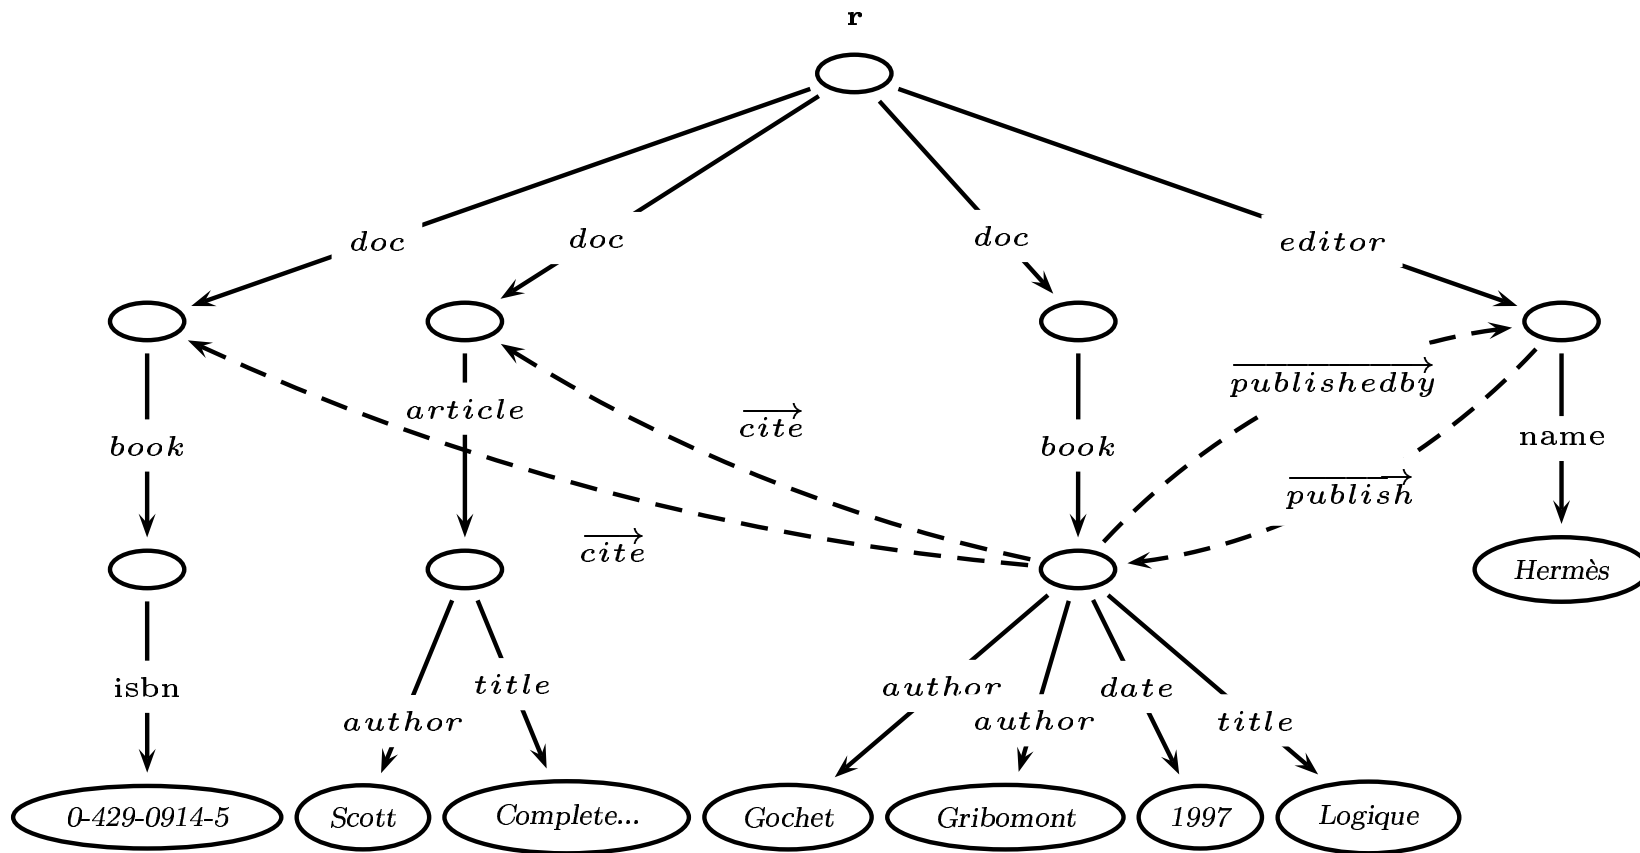 r
doc doc doc editor
publishedby
article cite
book book name
publish
cite
Hermès
isbn author title author author date title
0-429-0914-5 Scott Complete... Gochet Gribomont 1997 Logique